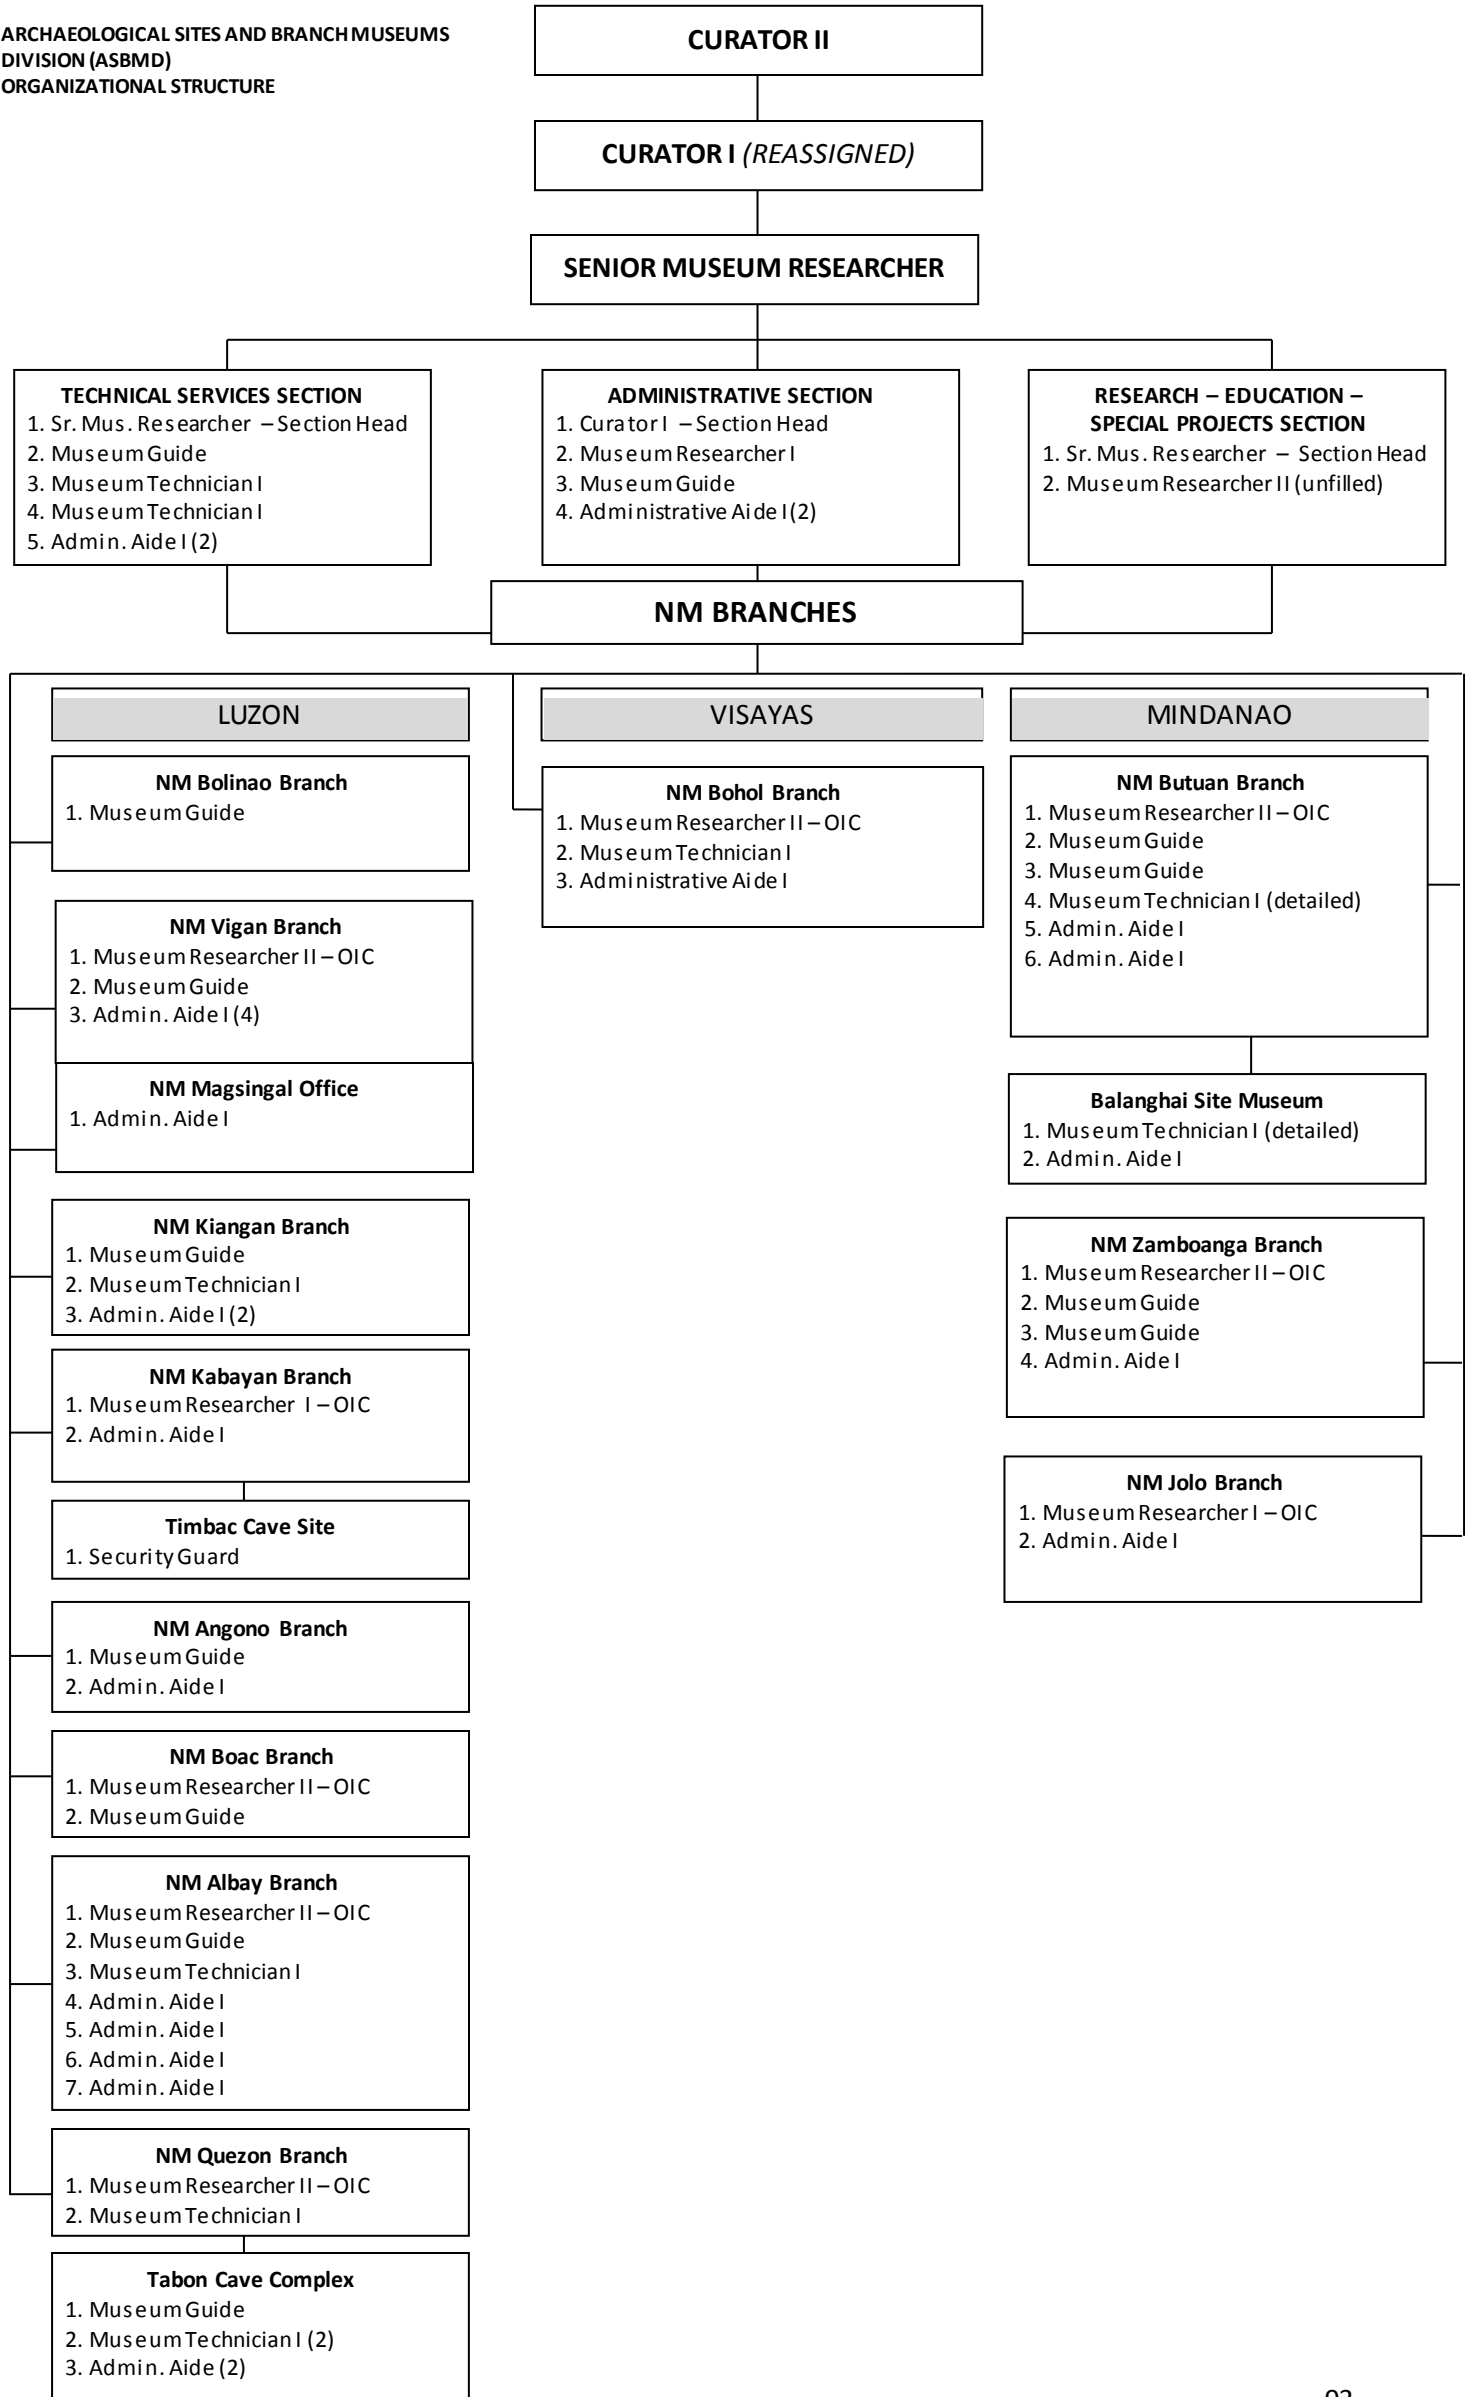 ARCHAEOLOGICAL SITES AND BRANCH MUSEUMS
DIVISION (ASBMD)
ORGANIZATIONAL STRUCTURE
CURATOR II
CURATOR I (REASSIGNED)
SENIOR MUSEUM RESEARCHER
TECHNICAL SERVICES SECTION
1. Sr. Mus. Researcher – Section Head
2. Museum Guide
3. Museum Technician I
4. Museum Technician I
5. Admin. Aide I (2)
ADMINISTRATIVE SECTION
1. Curator I – Section Head
2. Museum Researcher I
3. Museum Guide
4. Administrative Aide I (2)
RESEARCH – EDUCATION –
SPECIAL PROJECTS SECTION
1. Sr. Mus. Researcher – Section Head
2. Museum Researcher II (unfilled)
NM BRANCHES
LUZON
NM Bolinao Branch
1. Museum Guide
NM Vigan Branch
1. Museum Researcher II – OIC
2. Museum Guide
3. Admin. Aide I (4)
NM Magsingal Office
1. Admin. Aide I
NM Kiangan Branch
1. Museum Guide
2. Museum Technician I
3. Admin. Aide I (2)
NM Kabayan Branch
1. Museum Researcher I – OIC
2. Admin. Aide I
Timbac Cave Site
1. Security Guard
NM Angono Branch
1. Museum Guide
2. Admin. Aide I
NM Boac Branch
1. Museum Researcher II – OIC
2. Museum Guide
NM Albay Branch
1. Museum Researcher II – OIC
2. Museum Guide
3. Museum Technician I
4. Admin. Aide I
5. Admin. Aide I
6. Admin. Aide I
7. Admin. Aide I
NM Quezon Branch
1. Museum Researcher II – OIC
2. Museum Technician I
Tabon Cave Complex
1. Museum Guide
2. Museum Technician I (2)
3. Admin. Aide (2)
VISAYAS
NM Bohol Branch
1. Museum Researcher II – OIC
2. Museum Technician I
3. Administrative Aide I
MINDANAO
NM Butuan Branch
1. Museum Researcher II – OIC
2. Museum Guide
3. Museum Guide
4. Museum Technician I (detailed)
5. Admin. Aide I
6. Admin. Aide I
Balanghai Site Museum
1. Museum Technician I (detailed)
2. Admin. Aide I
NM Zamboanga Branch
1. Museum Researcher II – OIC
2. Museum Guide
3. Museum Guide
4. Admin. Aide I
NM Jolo Branch
1. Museum Researcher I – OIC
2. Admin. Aide I